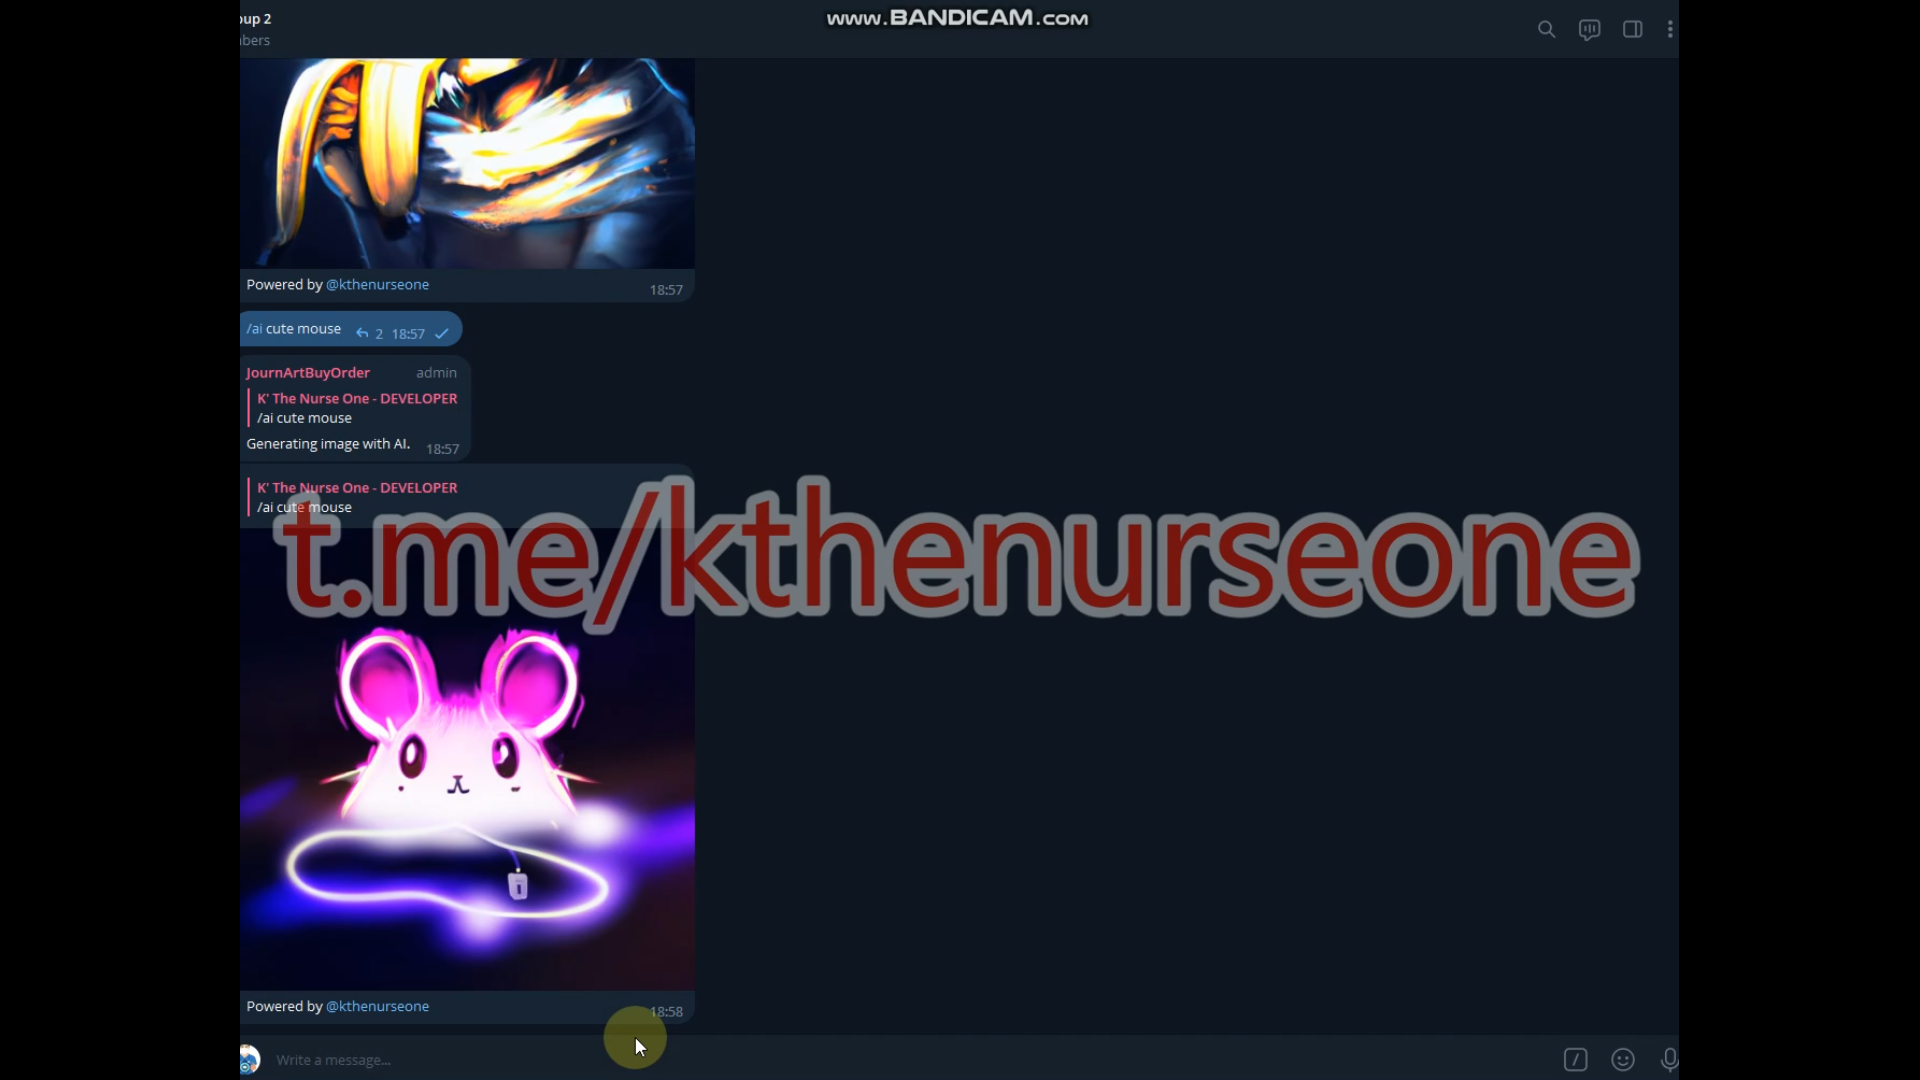 oup 2
www.BANDICAM.com
bers
Powered by @kthenurseone
18:57
/ai cute mouse 2 18:57
JournArtBuyOrder admin
K' The Nurse One - DEVELOPER
/ai cute mouse
Generating image with AI. 18:57
K' The Nurse One - DEVELOPER
/ai cute mouse
t.me/kthenurseone
Powered by @kthenurseone
18:58
Write a message...